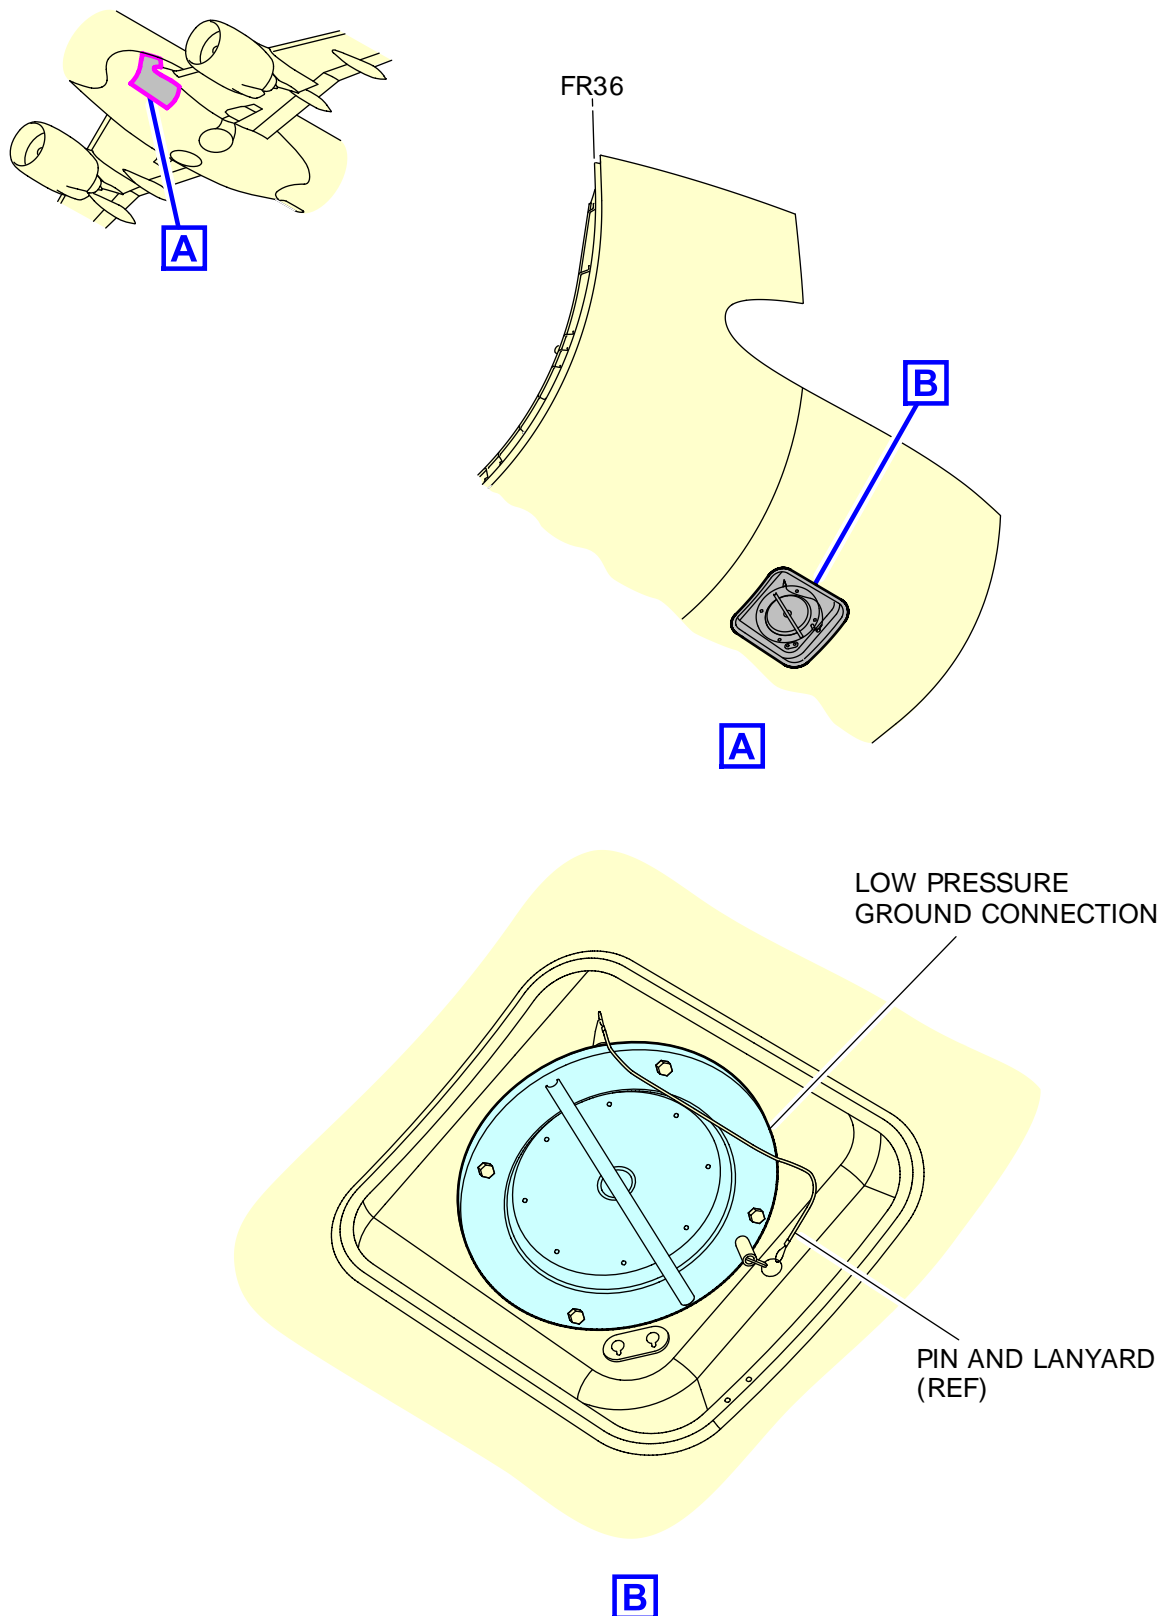 A
FR36
B
A
LOW PRESSURE
GROUND CONNECTION
PIN AND LANYARD
(REF)
B